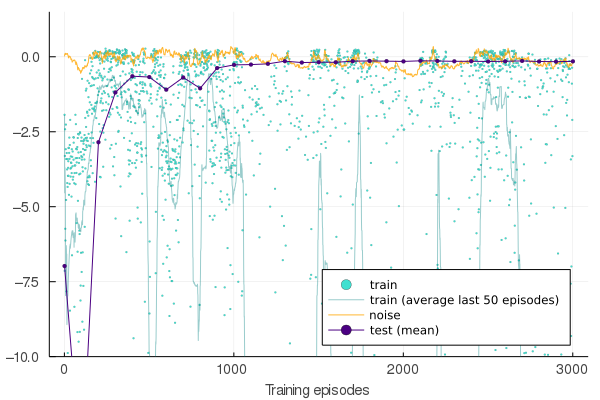 0.0
−2.5
−5.0
−7.5
−10.0
train
train (average last 50 episodes)
noise
test (mean)
0 1000 2000 3000
Training episodes